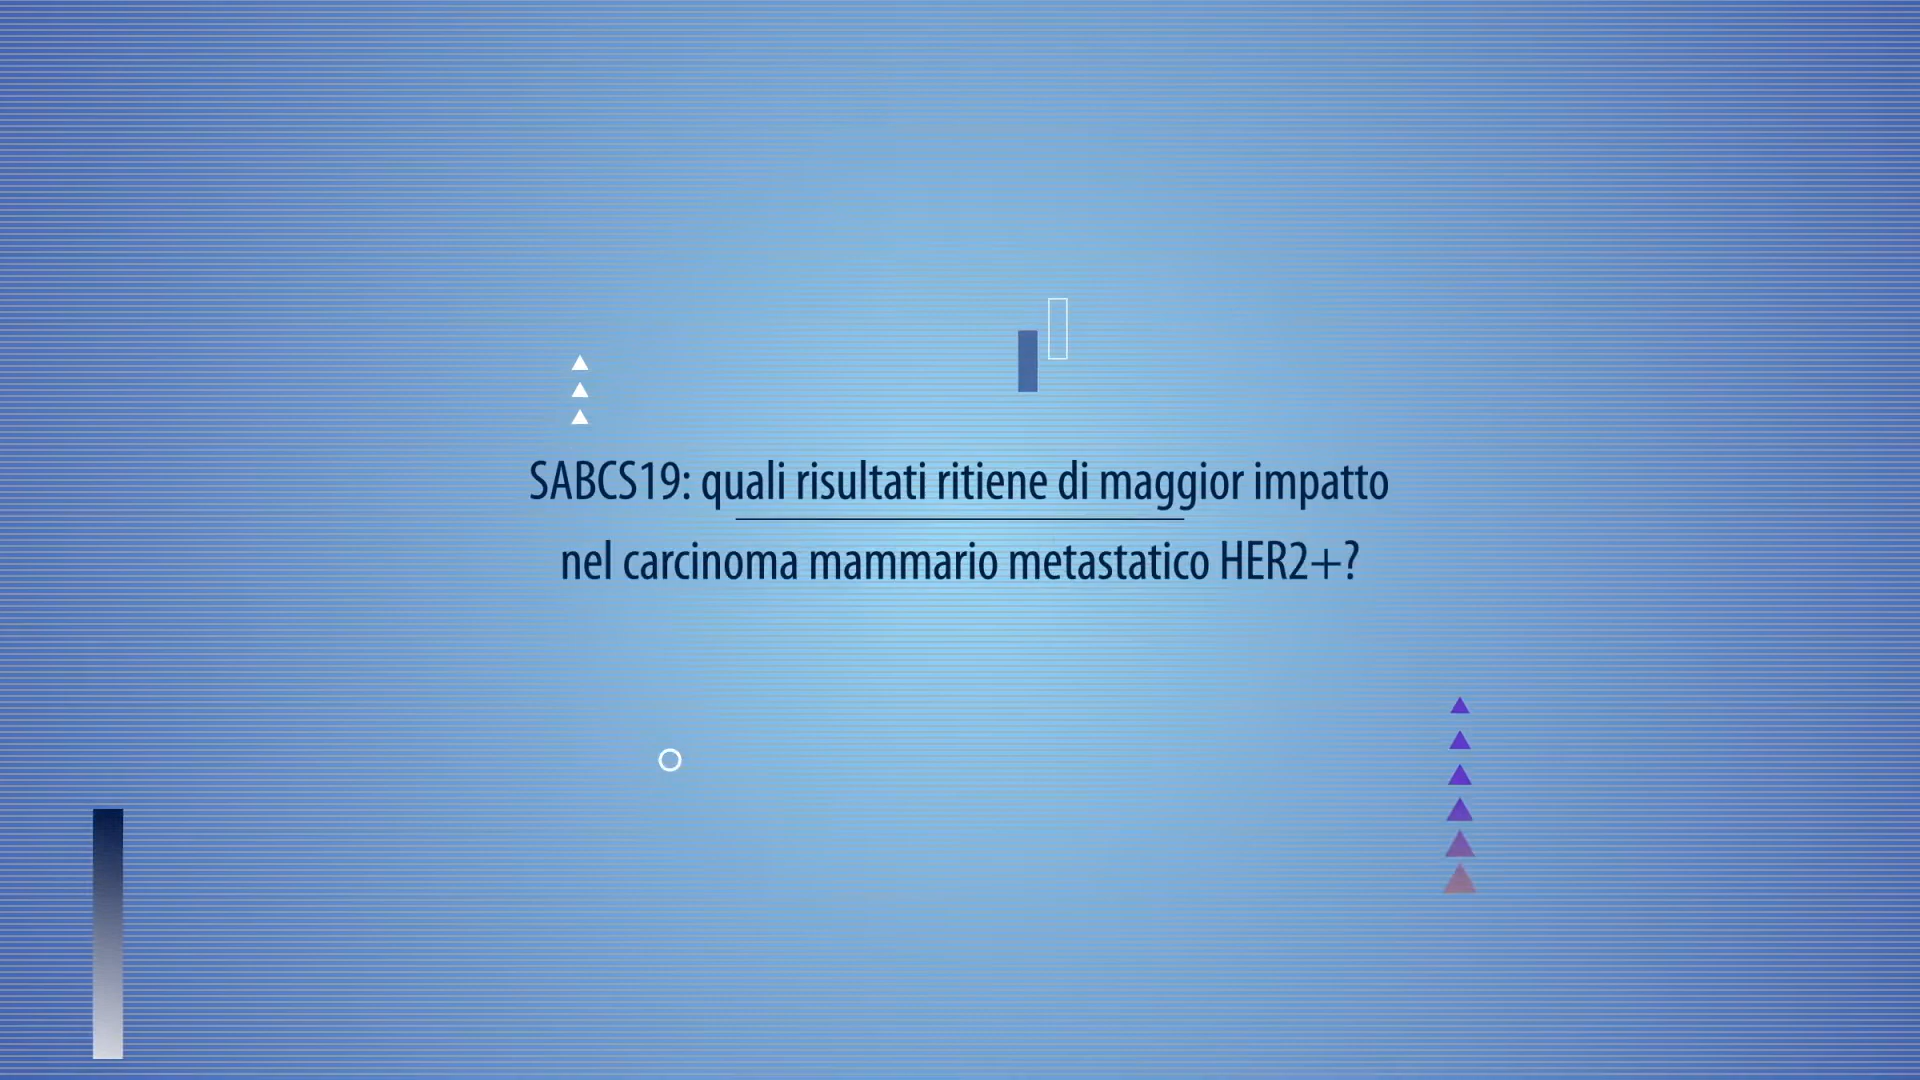 SABCS19: quali risultati ritiene di maggior impatto
nel carcinoma mammario metastatico HER2+?